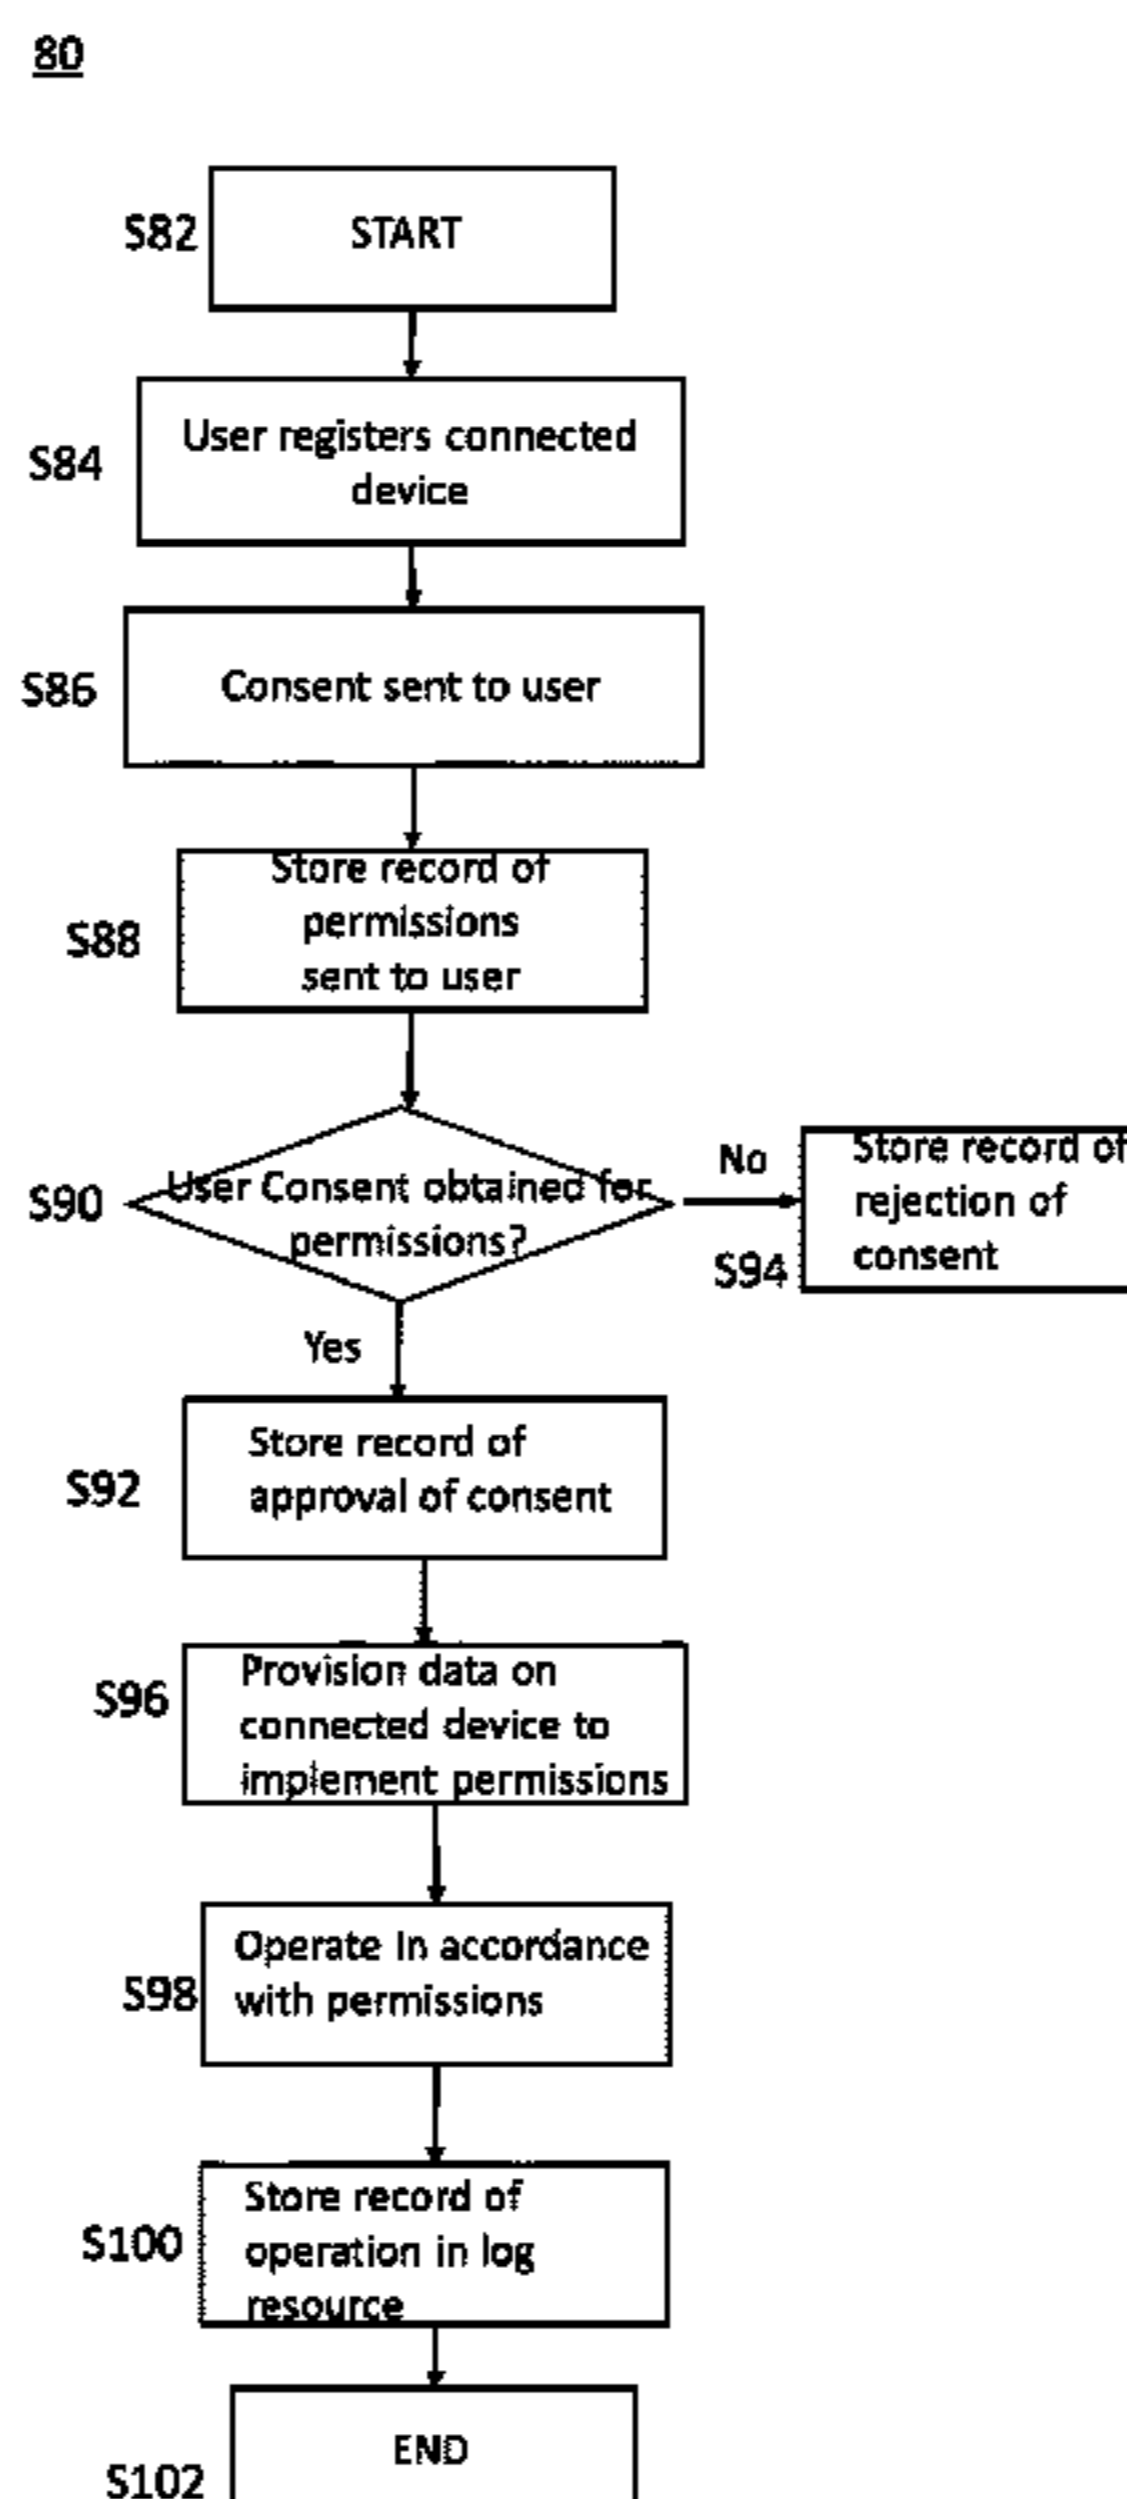 80
S82
START
S84
User registers connected
device
S86
Consent sent to user
S88
Store record of
permissions
sent to user
S90
User Consent obtained for
permissions?
No
S94
Store record of
rejection of
consent
Yes
S92
Store record of
approval of consent
S96
Provision data on
connected device to
implement permissions
S98
Operate in accordance
with permissions
S100
Store record of
operation in log
resource
END
S102